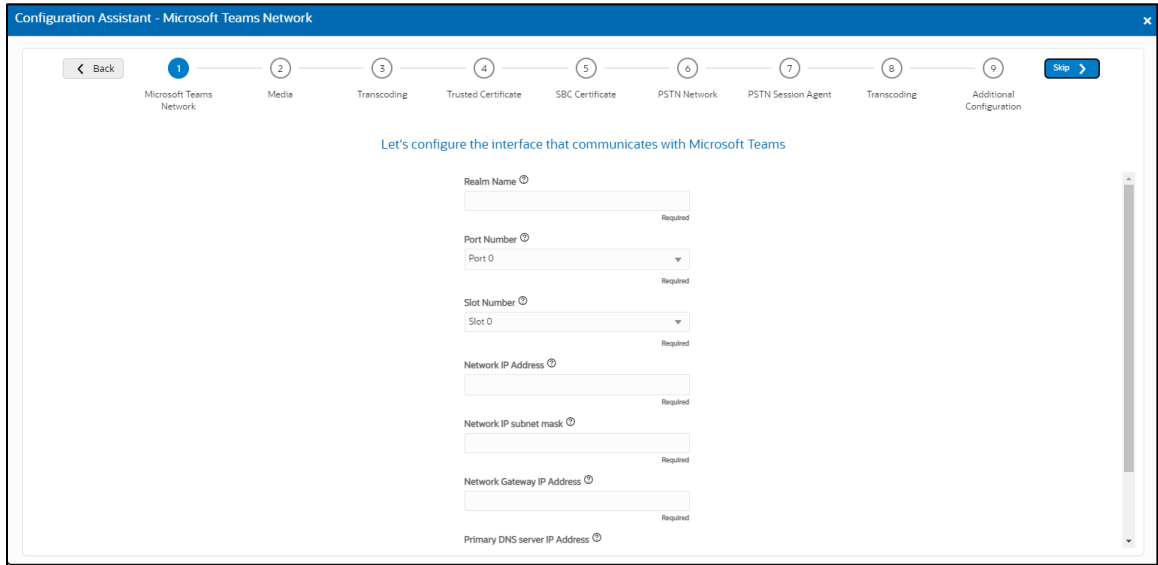 Configuration Assistant - Microsoft Teams Network
×
Back
1
2
3
4
5
6
7
8
9
Skip
Microsoft Teams
Network
Media
Transcoding
Trusted Certificate
SBC Certificate
PSTN Network
PSTN Session Agent
Transcoding
Additional
Configuration
Let's configure the interface that communicates with Microsoft Teams
Realm Name ?
Required
Port Number ?
Port 0
Required
Slot Number ?
Slot 0
Required
Network IP Address ?
Required
Network IP subnet mask ?
Required
Network Gateway IP Address ?
Required
Primary DNS server IP Address ?